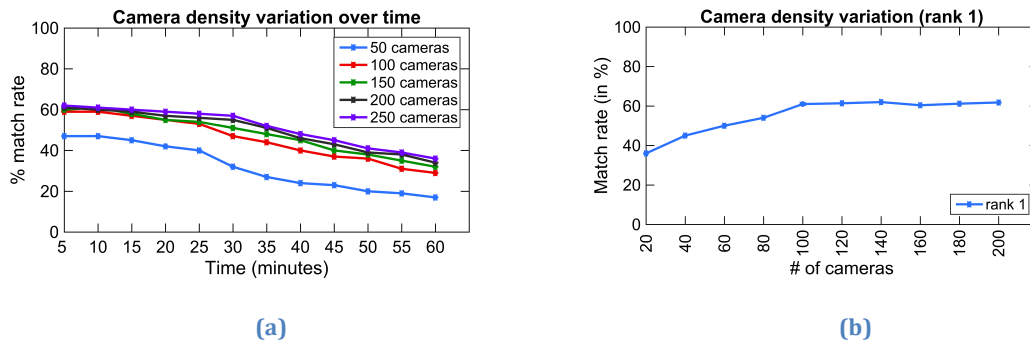 Camera density variation over time
% match rate
100
80
60
40
20
0
50 cameras
100 cameras
150 cameras
200 cameras
250 cameras
5 10 15 20 25 30 35 40 45 50 55 60
Time (minutes)
(a)
Camera density variation (rank 1)
Match rate (in %)
100
80
60
40
20
0
rank 1
20 40 60 80 100 120 140 160 180 200
# of cameras
(b)